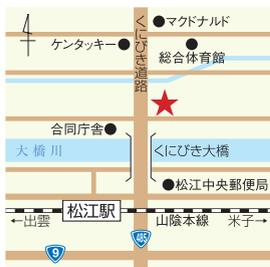 マクドナルド
ケンタッキー
総合体育館
くにびき道路
合同庁舎
大橋川
くにびき大橋
松江中央郵便局
松江駅
←出雲
山陰本線
米子→
485
9